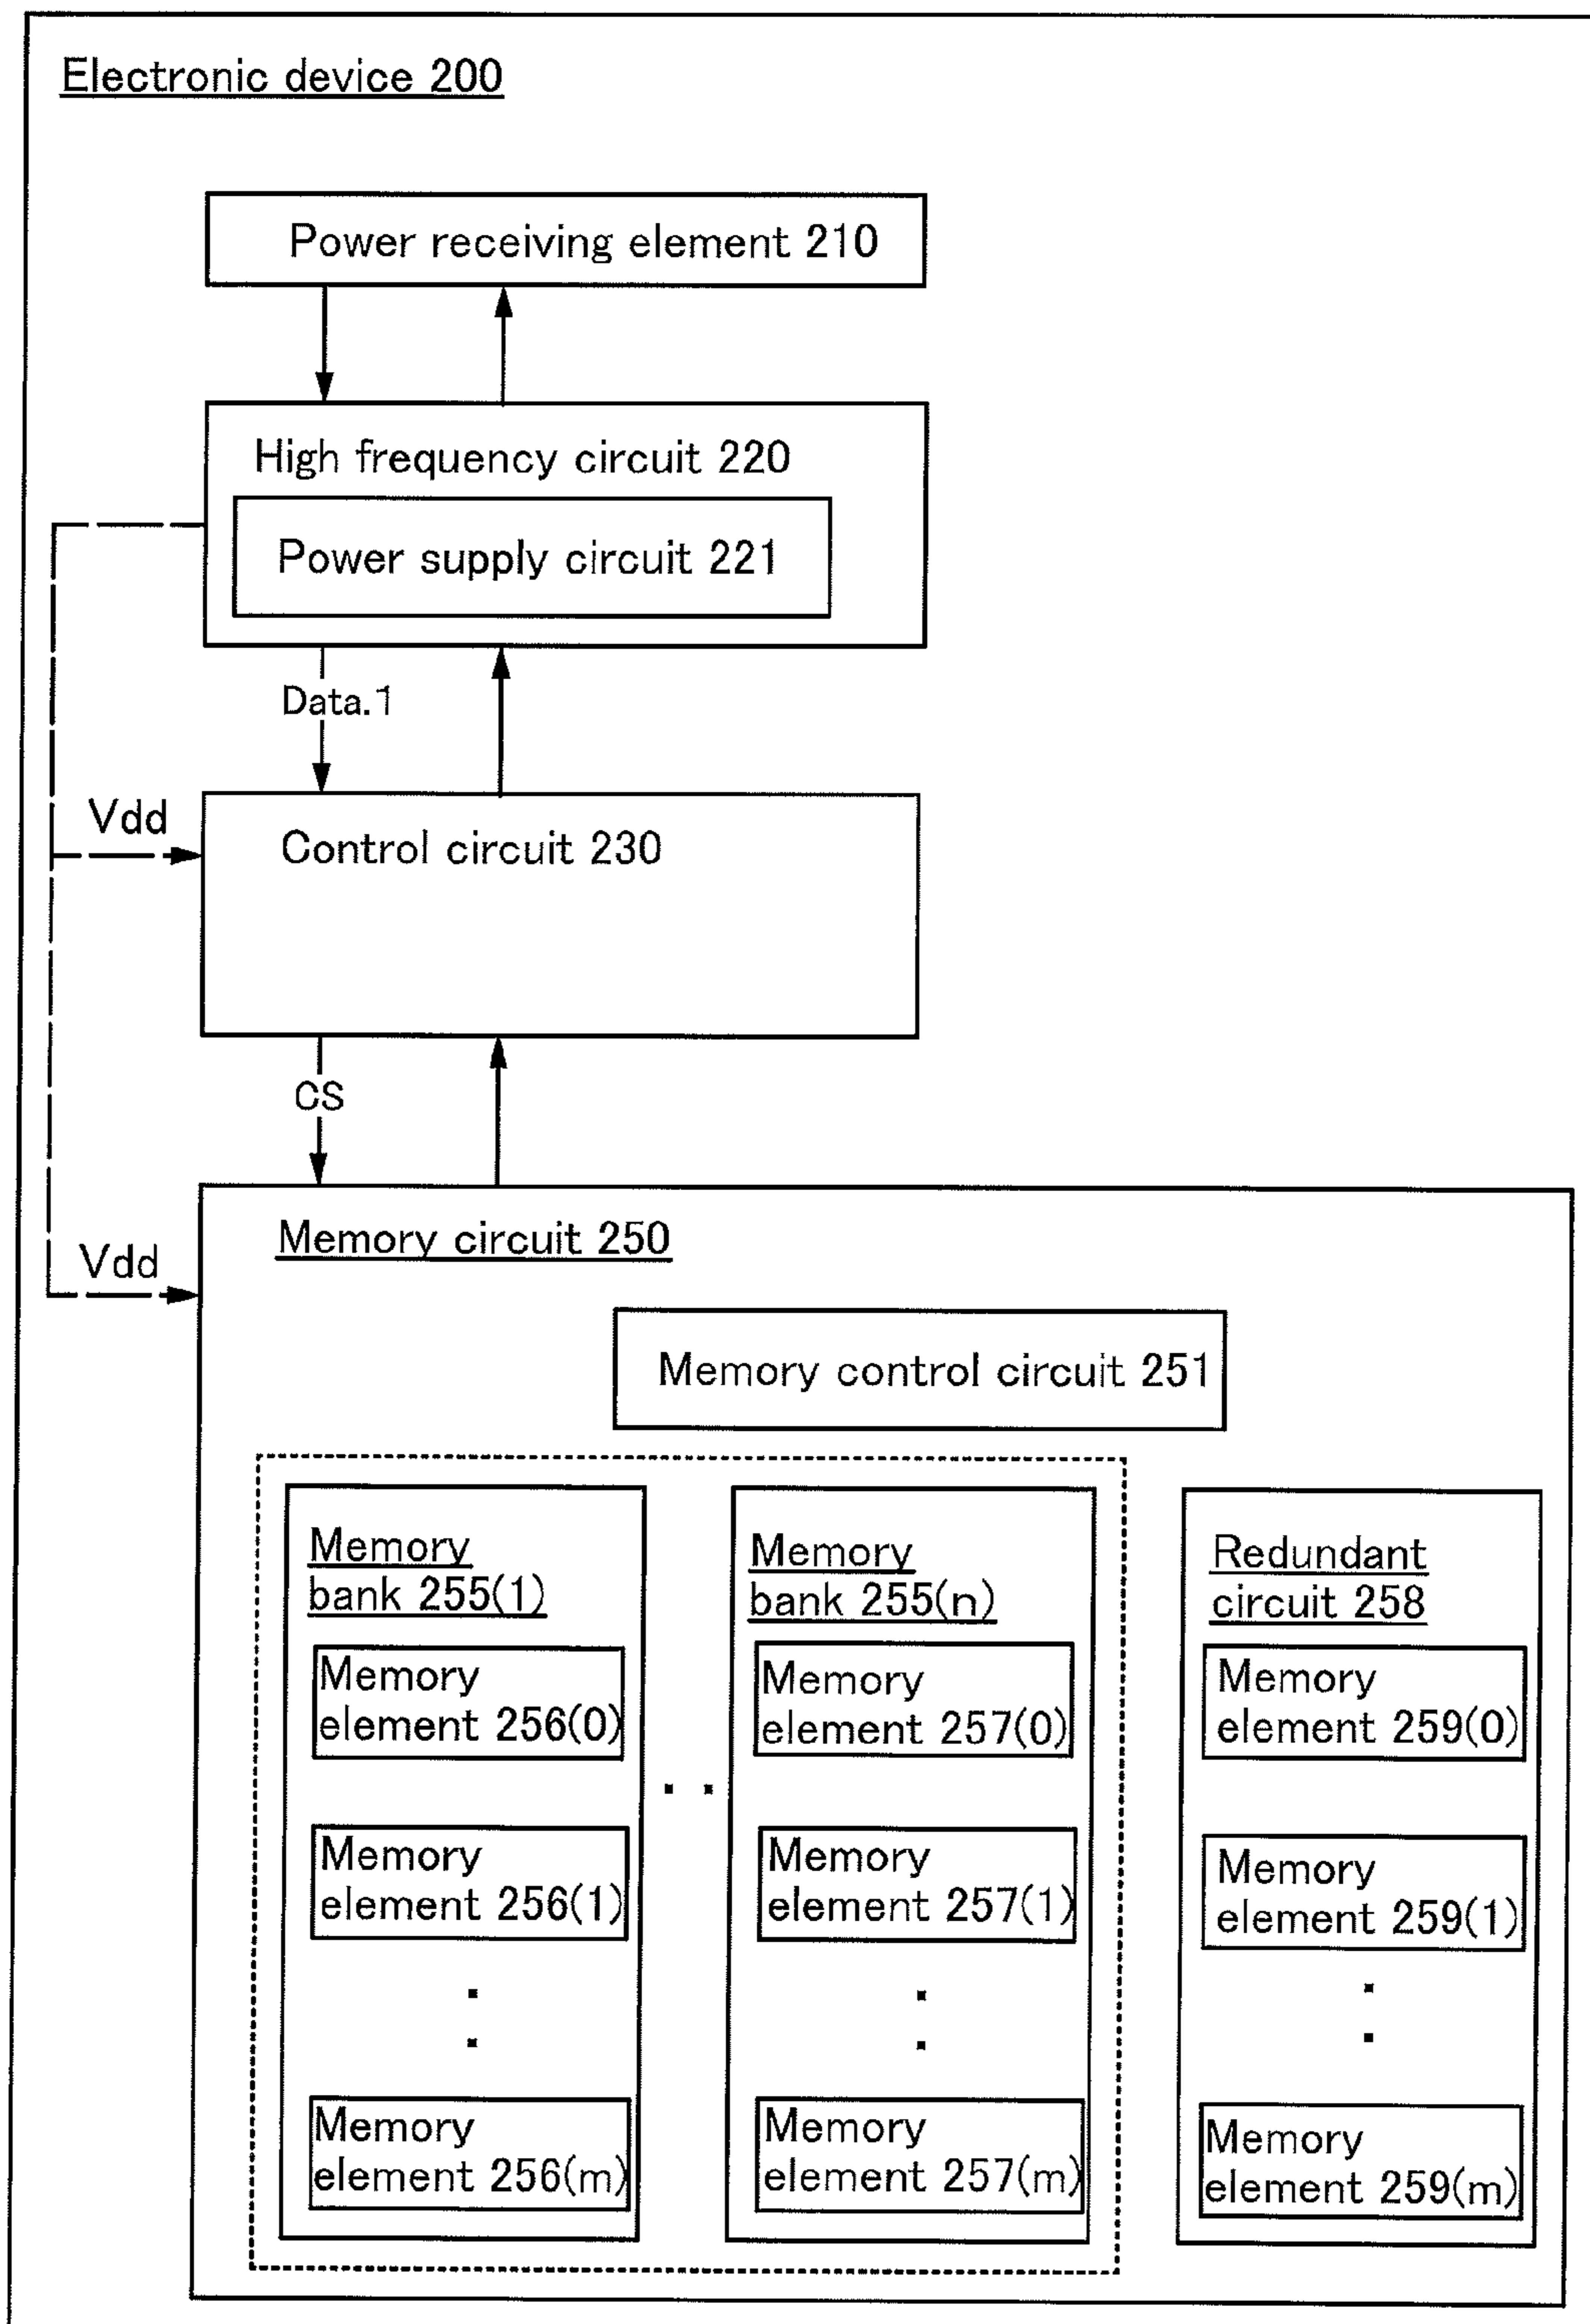 Electronic device 200
Power receiving element 210
High frequency circuit 220
Power supply circuit 221
Data.1
Vdd
Control circuit 230
CS
Memory circuit 250
Vdd
Memory control circuit 251
Memory
bank 255(1)
Memory
element 256(0)
Memory
element 256(1)
Memory
element 256(m)
Memory
bank 255(n)
Memory
element 257(0)
Memory
element 257(1)
Memory
element 257(m)
Redundant
circuit 258
Memory
element 259(0)
Memory
element 259(1)
Memory
element 259(m)